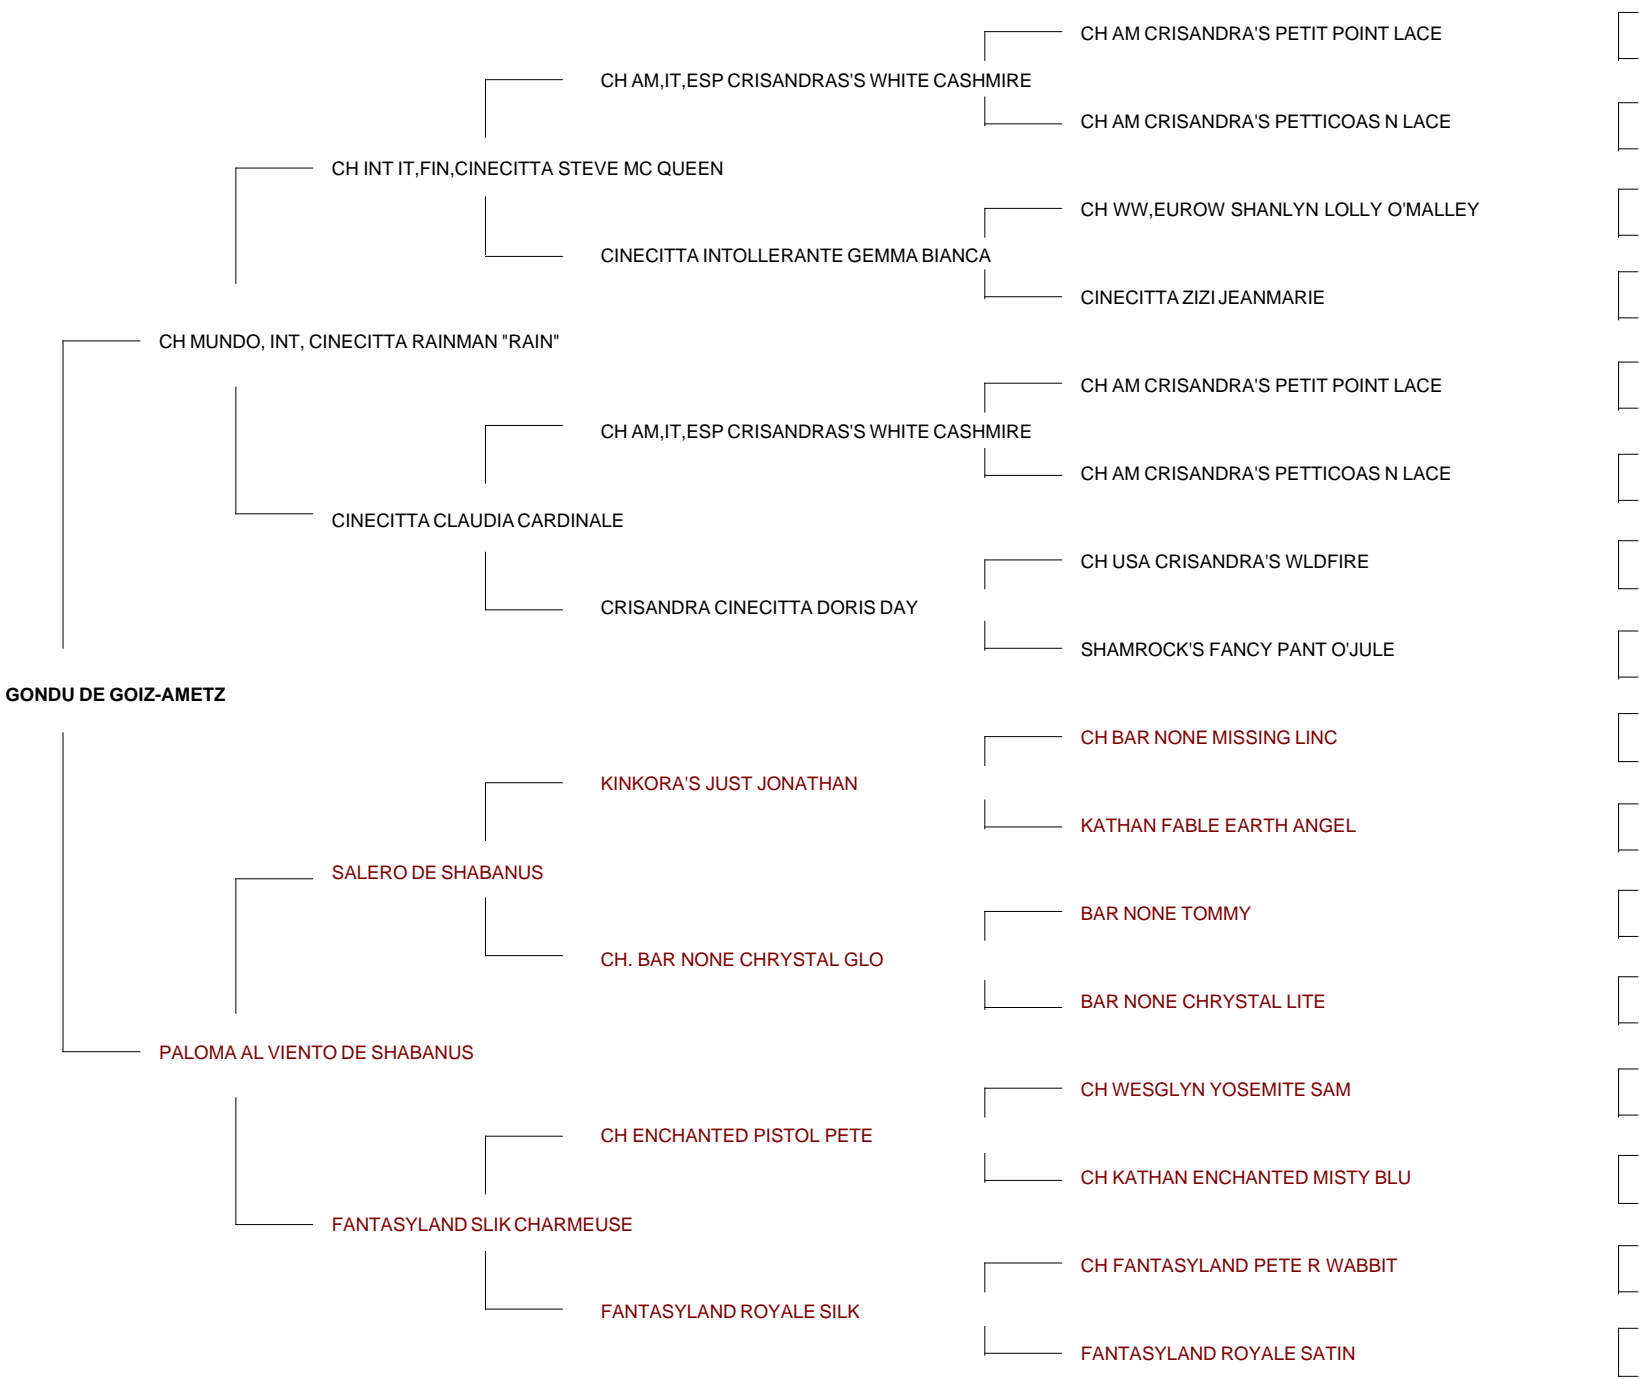 CH AM CRISANDRA'S PETIT POINT LACE
CH AM,IT,ESP CRISANDRAS'S WHITE CASHMIRE
CH AM CRISANDRA'S PETTICOAS N LACE
CH INT IT,FIN,CINECITTA STEVE MC QUEEN
CH WW,EUROW SHANLYN LOLLY O'MALLEY
CINECITTA INTOLLERANTE GEMMA BIANCA
CINECITTA ZIZI JEANMARIE
CH MUNDO, INT, CINECITTA RAINMAN "RAIN"
CH AM CRISANDRA'S PETIT POINT LACE
CH AM,IT,ESP CRISANDRAS'S WHITE CASHMIRE
CH AM CRISANDRA'S PETTICOAS N LACE
CINECITTA CLAUDIA CARDINALE
CH USA CRISANDRA'S WLDFIRE
CRISANDRA CINECITTA DORIS DAY
SHAMROCK'S FANCY PANT O'JULE
GONDU DE GOIZ-AMETZ
CH BAR NONE MISSING LINC
KINKORA'S JUST JONATHAN
KATHAN FABLE EARTH ANGEL
SALERO DE SHABANUS
BAR NONE TOMMY
CH. BAR NONE CHRYSTAL GLO
BAR NONE CHRYSTAL LITE
PALOMA AL VIENTO DE SHABANUS
CH WESGLYN YOSEMITE SAM
CH ENCHANTED PISTOL PETE
CH KATHAN ENCHANTED MISTY BLU
FANTASYLAND SLIK CHARMEUSE
CH FANTASYLAND PETE R WABBIT
FANTASYLAND ROYALE SILK
FANTASYLAND ROYALE SATIN